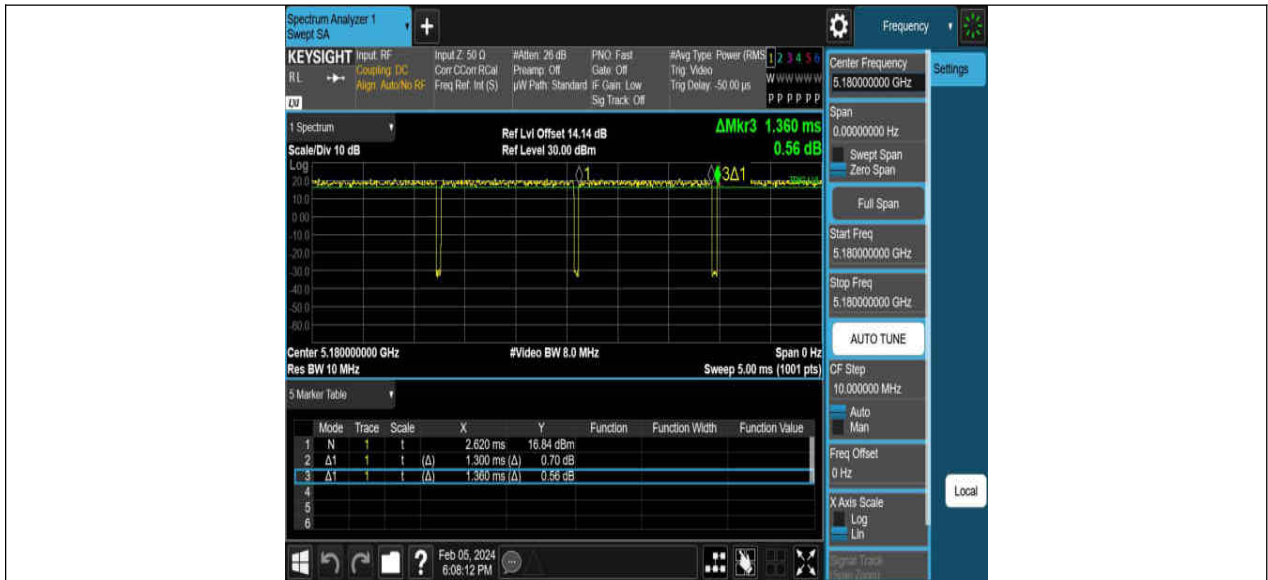 Spectrum Analyzer 1
Swept SA
+
Frequency
KEYSIGHT
RL
LXI
Input: RF
Coupling: DC
Align: Auto/No RF
Input Z: 50 Ω
Corr CCorr RCal
Freq Ref: Int (S)
#Atten: 26 dB
Preamp: Off
µW Path: Standard
PNO: Fast
Gate: Off
IF Gain: Low
Sig Track: Off
#Avg Type: Power (RMS
Trig: Video
Trig Delay: -50.00 µs
1 2 3 4 5 6
W W W W W W
P P P P P P
1 Spectrum
Scale/Div 10 dB
Ref Lvl Offset 14.14 dB
Ref Level 30.00 dBm
ΔMkr3 1.360 ms
0.56 dB
Log
20.0
10.0
0.00
-10.0
-20.0
-30.0
-40.0
-50.0
-60.0
1
3Δ1
Center 5.180000000 GHz
Res BW 10 MHz
#Video BW 8.0 MHz
Span 0 Hz
Sweep 5.00 ms (1001 pts)
5 Marker Table
Mode Trace Scale X Y Function Function Width Function Value
1 N 1 t 2.620 ms 16.84 dBm
2 Δ1 1 t (Δ) 1.300 ms (Δ) 0.70 dB
3 Δ1 1 t (Δ) 1.360 ms (Δ) 0.56 dB
4
5
6
Feb 05, 2024
6:08:12 PM
?
Center Frequency
5.180000000 GHz
Settings
Span
0.00000000 Hz
Swept Span
Zero Span
Full Span
Start Freq
5.180000000 GHz
Stop Freq
5.180000000 GHz
AUTO TUNE
CF Step
10.000000 MHz
Auto
Man
Freq Offset
0 Hz
X Axis Scale
Log
Lin
Signal Track
(Span Zoom)
Local